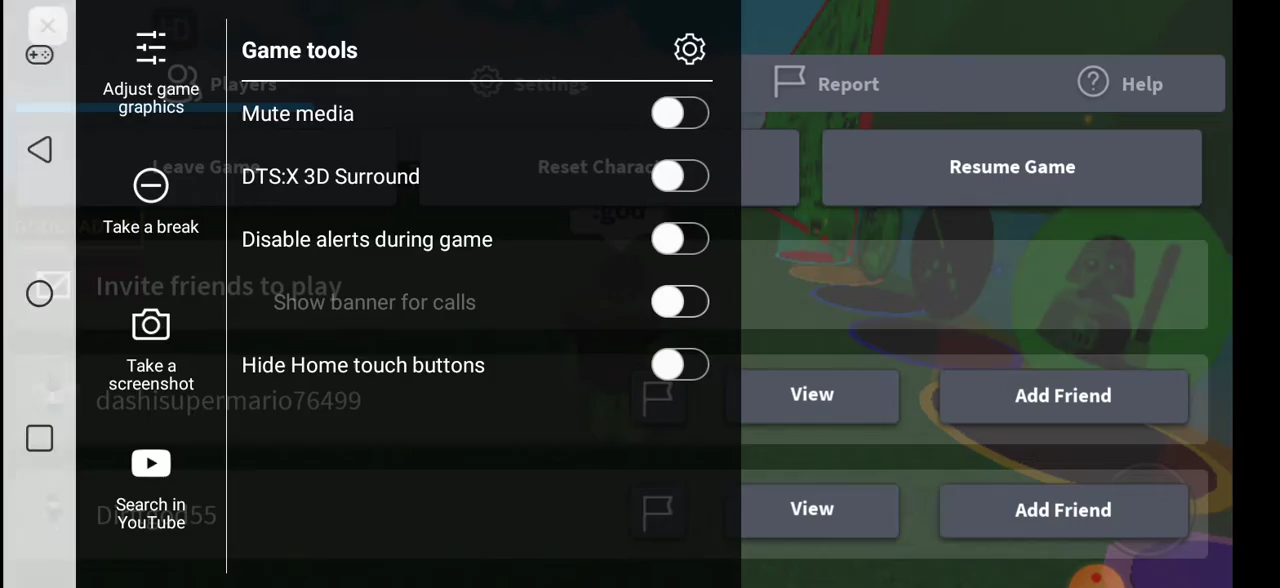 Game tools
Adjust game
graphics
Players
Settings
Report
Help
Mute media
Leave Game
Reset Charac
Resume Game
DTS:X 3D Surround
:god
Take a break
Disable alerts during game
Invite friends to play
Show banner for calls
Take a
screenshot
Hide Home touch buttons
dashisupermario76499
View
Add Friend
Search in
YouTube
View
Add Friend